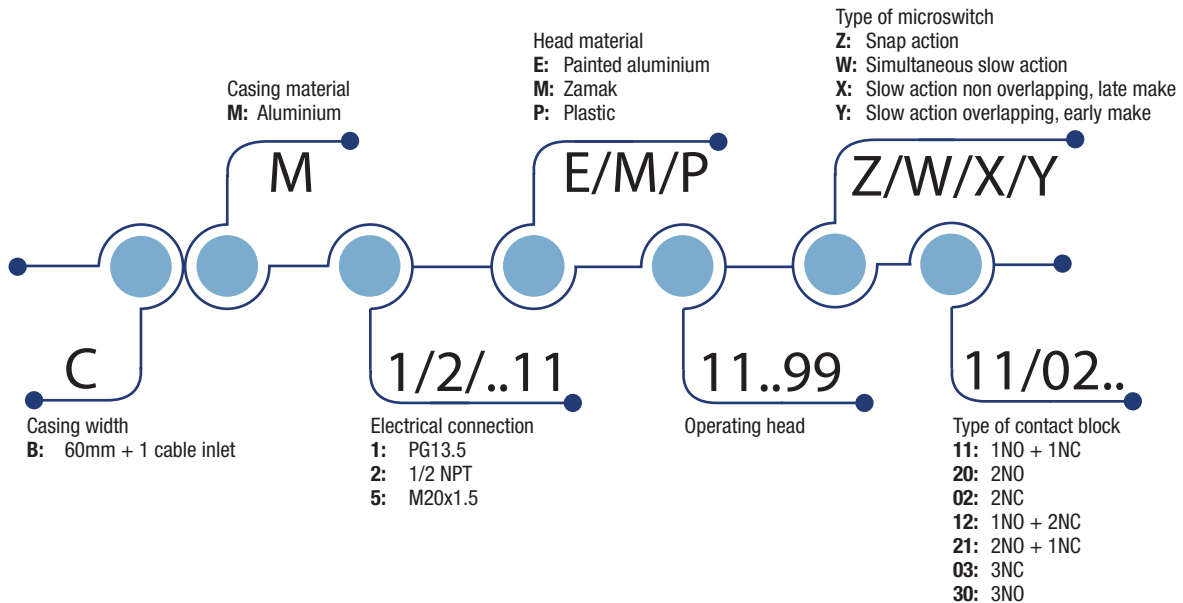 Casing material
M: Aluminium
M
Head material
E: Painted aluminium
M: Zamak
P: Plastic
E/M/P
Type of microswitch
Z: Snap action
W: Simultaneous slow action
X: Slow action non overlapping, late make
Y: Slow action overlapping, early make
Z/W/X/Y
C
Casing width
B: 60mm + 1 cable inlet
1/2/..11
Electrical connection
1: PG13.5
2: 1/2 NPT
5: M20x1.5
11..99
Operating head
11/02..
Type of contact block
11: 1NO + 1NC
20: 2NO
02: 2NC
12: 1NO + 2NC
21: 2NO + 1NC
03: 3NC
30: 3NO